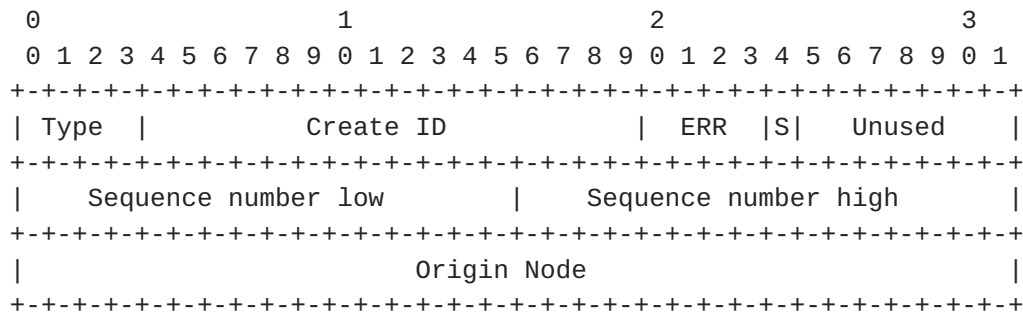 0                   1                   2                   3
 0 1 2 3 4 5 6 7 8 9 0 1 2 3 4 5 6 7 8 9 0 1 2 3 4 5 6 7 8 9 0 1
+-+-+-+-+-+-+-+-+-+-+-+-+-+-+-+-+-+-+-+-+-+-+-+-+-+-+-+-+-+-+-+-+
| Type  |          Create ID            |  ERR  |S|   Unused    |
+-+-+-+-+-+-+-+-+-+-+-+-+-+-+-+-+-+-+-+-+-+-+-+-+-+-+-+-+-+-+-+-+
|    Sequence number low        |    Sequence number high       |
+-+-+-+-+-+-+-+-+-+-+-+-+-+-+-+-+-+-+-+-+-+-+-+-+-+-+-+-+-+-+-+-+
|                         Origin Node                           |
+-+-+-+-+-+-+-+-+-+-+-+-+-+-+-+-+-+-+-+-+-+-+-+-+-+-+-+-+-+-+-+-+